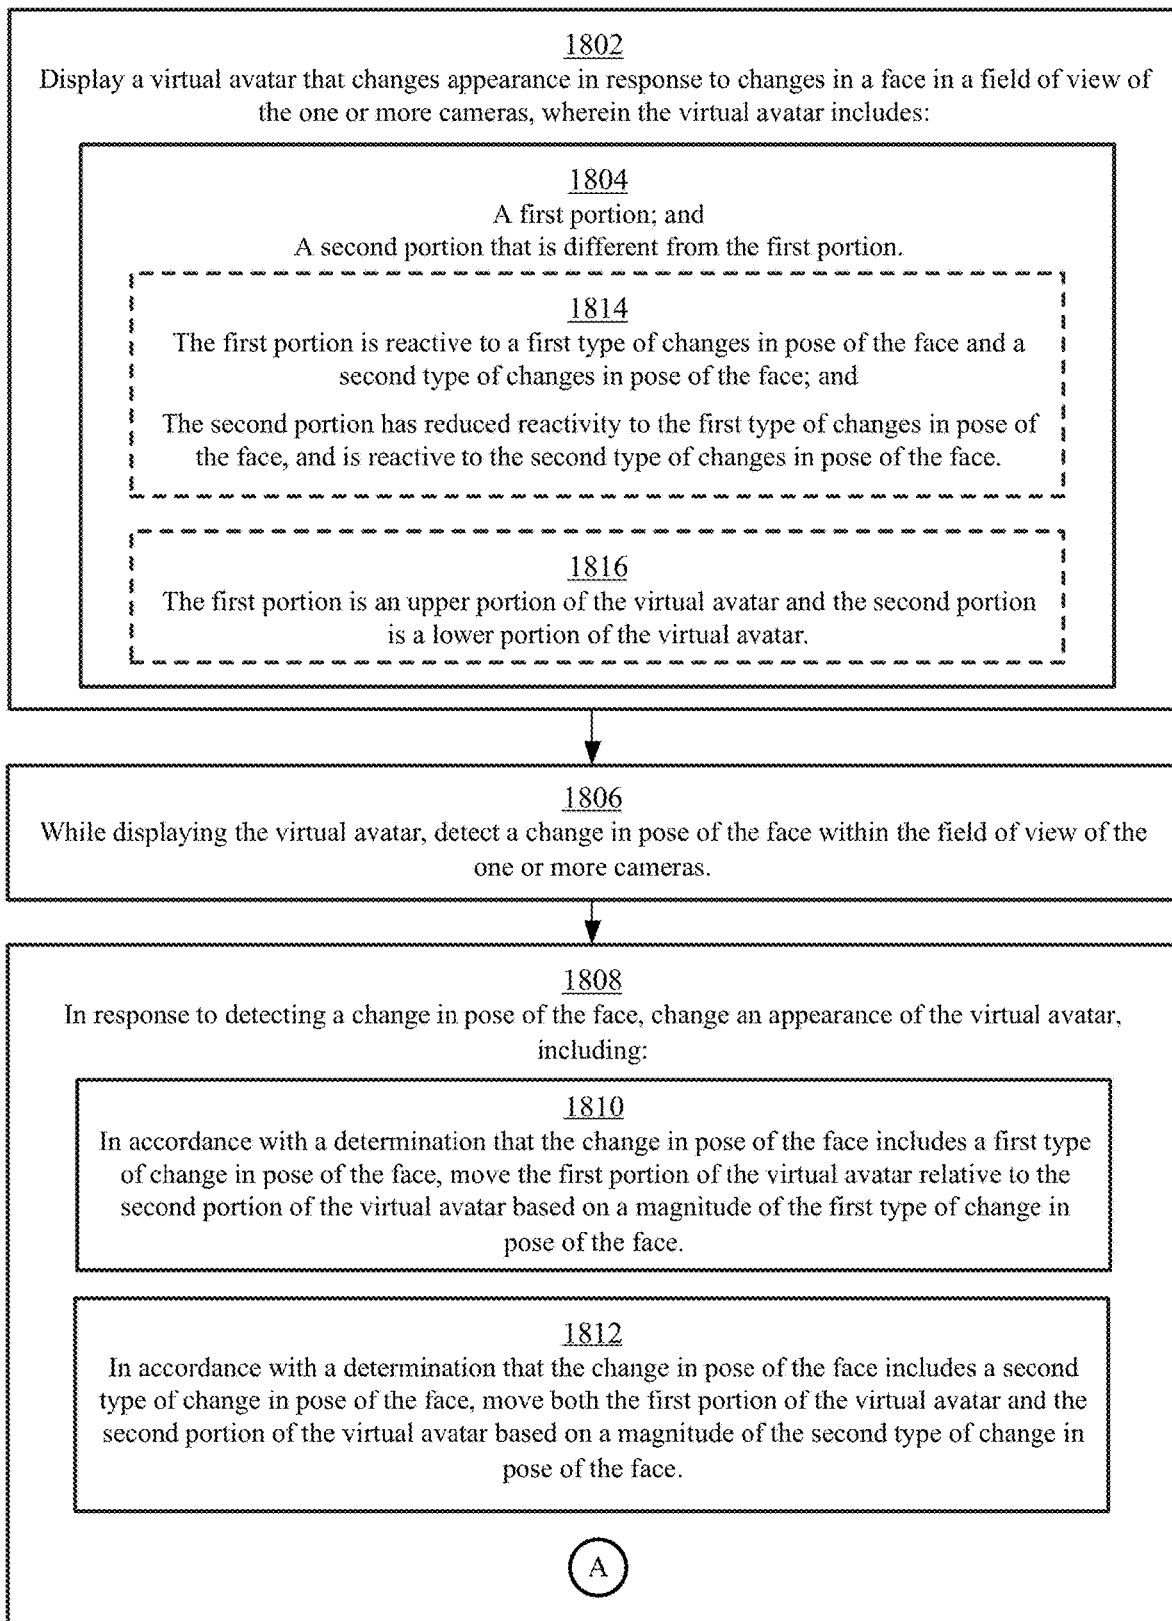 1802
Display a virtual avatar that changes appearance in response to changes in a face in a field of view of
the one or more cameras, wherein the virtual avatar includes:
1804
A first portion; and
A second portion that is different from the first portion.
1814
The first portion is reactive to a first type of changes in pose of the face and a
second type of changes in pose of the face; and
The second portion has reduced reactivity to the first type of changes in pose of
the face, and is reactive to the second type of changes in pose of the face.
1816
The first portion is an upper portion of the virtual avatar and the second portion
is a lower portion of the virtual avatar.
1806
While displaying the virtual avatar, detect a change in pose of the face within the field of view of the
one or more cameras.
1808
In response to detecting a change in pose of the face, change an appearance of the virtual avatar,
including:
1810
In accordance with a determination that the change in pose of the face includes a first type
of change in pose of the face, move the first portion of the virtual avatar relative to the
second portion of the virtual avatar based on a magnitude of the first type of change in
pose of the face.
1812
In accordance with a determination that the change in pose of the face includes a second
type of change in pose of the face, move both the first portion of the virtual avatar and the
second portion of the virtual avatar based on a magnitude of the second type of change in
pose of the face.
A